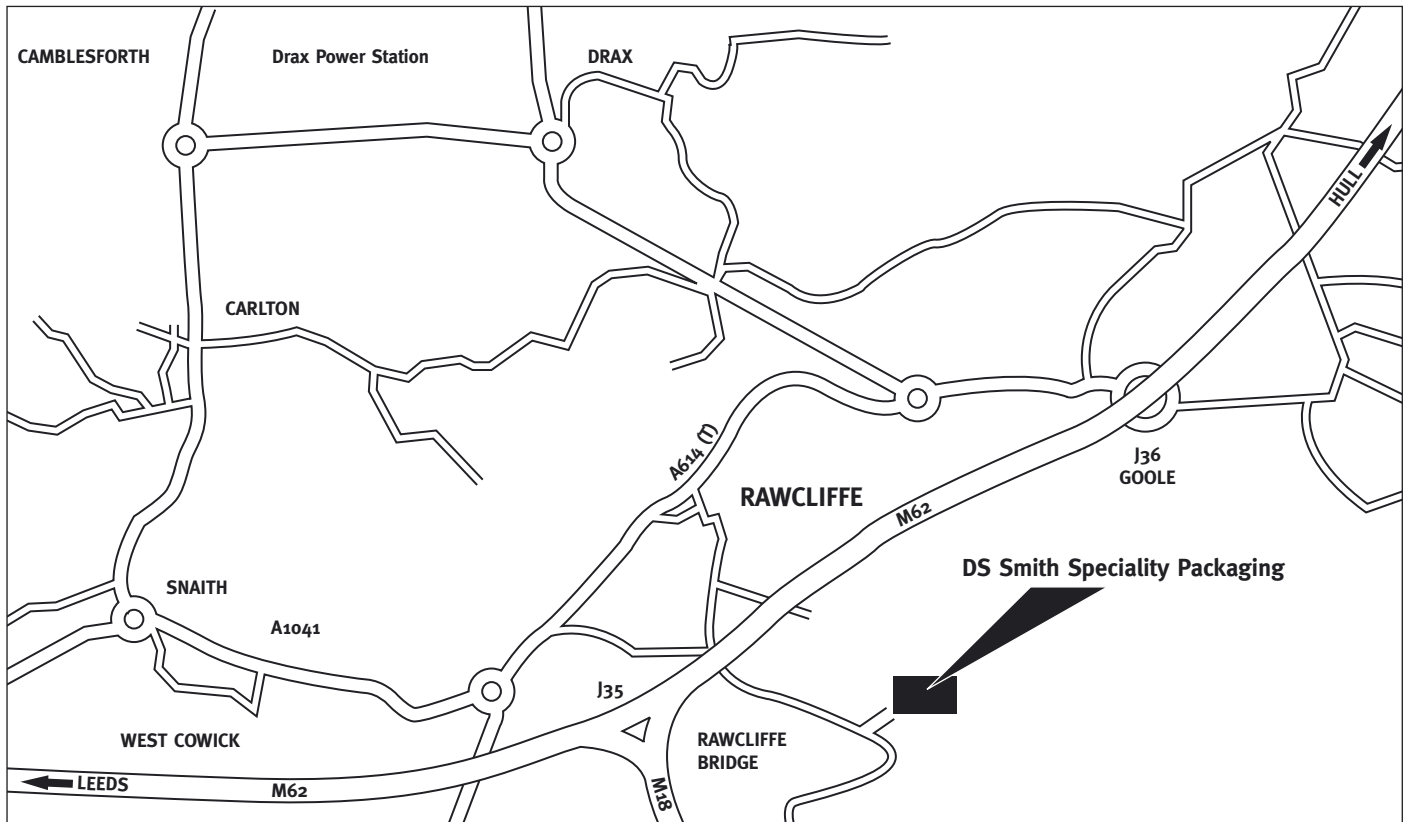 CAMBLESFORTH
Drax Power Station
DRAX
HULL
CARLTON
A614 (T)
RAWCLIFFE
J36
GOOLE
M62
DS Smith Speciality Packaging
SNAITH
A1041
J35
WEST COWICK
RAWCLIFFE
BRIDGE
LEEDS
M62
M18